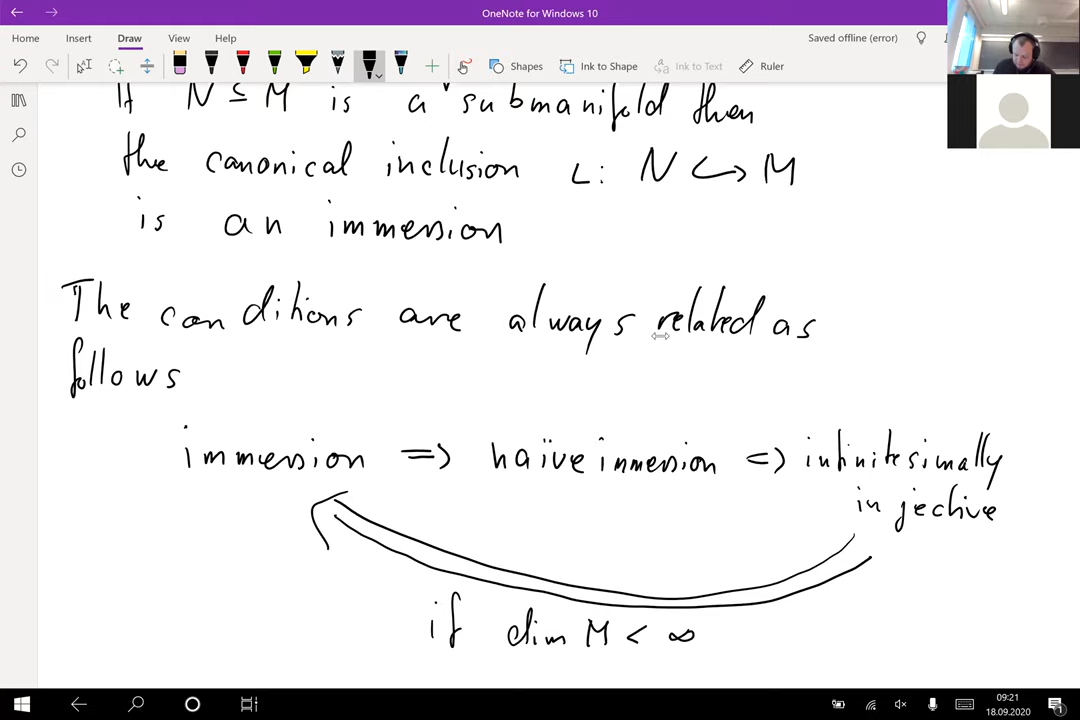 OneNote for Windows 10
Home Insert Draw View Help
Saved offline (error)
Shapes Ink to Shape Ink to Text Ruler
If N ⊆ M is a submanifold then
the canonical inclusion ι: N ↪ M
is an immersion
The conditions are always related as
follows
immersion => naïve immersion <=> infinitesimally
injective
if dim M < ∞
09:21
18.09.2020